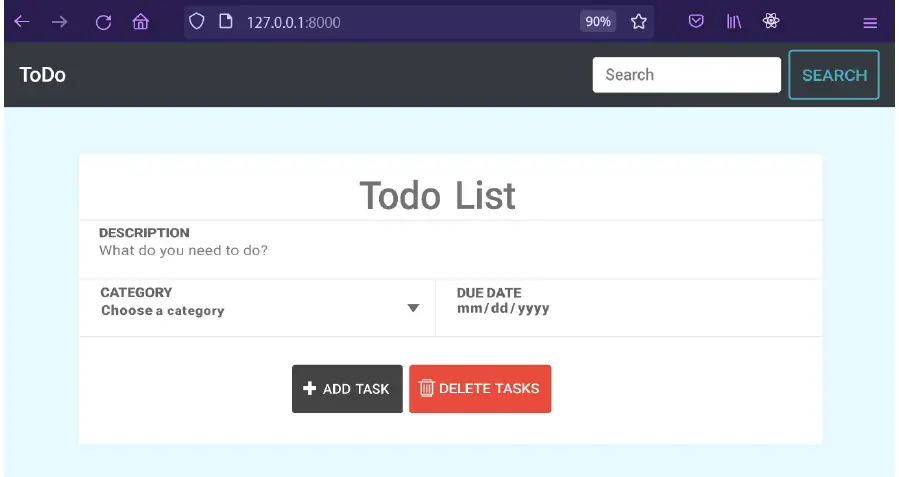 127.0.0.1:8000
90%
ToDo
Search
SEARCH
Todo List
DESCRIPTION
What do you need to do?
CATEGORY
Choose a category
DUE DATE
mm/dd/yyyy
ADD TASK
DELETE TASKS